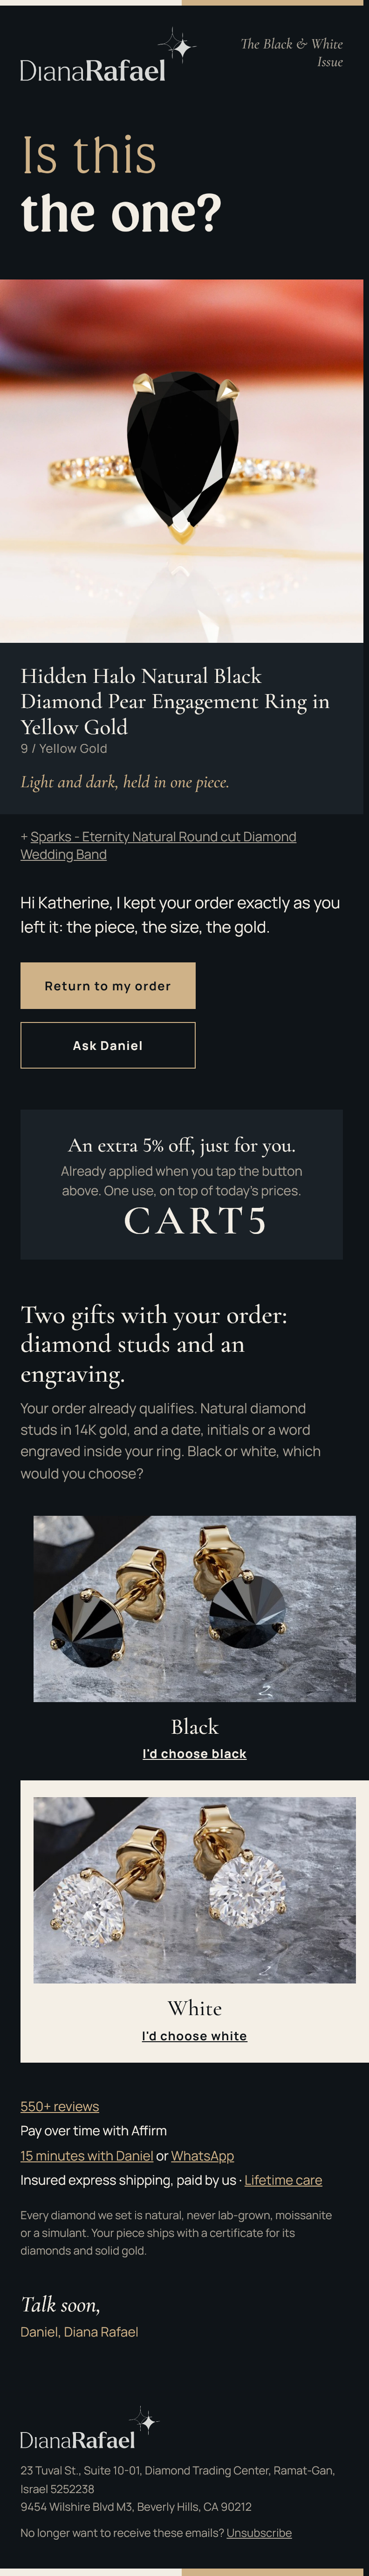 DianaRafael
The Black & White
Issue
Is this
the one?
Hidden Halo Natural Black
Diamond Pear Engagement Ring in
Yellow Gold
9 / Yellow Gold
Light and dark, held in one piece.
+ Sparks - Eternity Natural Round cut Diamond
Wedding Band
Hi Katherine, I kept your order exactly as you
left it: the piece, the size, the gold.
Return to my order
Ask Daniel
An extra 5% off, just for you.
Already applied when you tap the button
above. One use, on top of today's prices.
CART5
Two gifts with your order:
diamond studs and an
engraving.
Your order already qualifies. Natural diamond
studs in 14K gold, and a date, initials or a word
engraved inside your ring. Black or white, which
would you choose?
Black
I'd choose black
White
I'd choose white
550+ reviews
Pay over time with Affirm
15 minutes with Daniel or WhatsApp
Insured express shipping, paid by us · Lifetime care
Every diamond we set is natural, never lab-grown, moissanite
or a simulant. Your piece ships with a certificate for its
diamonds and solid gold.
Talk soon,
Daniel, Diana Rafael
DianaRafael
23 Tuval St., Suite 10-01, Diamond Trading Center, Ramat-Gan,
Israel 5252238
9454 Wilshire Blvd M3, Beverly Hills, CA 90212
No longer want to receive these emails? Unsubscribe